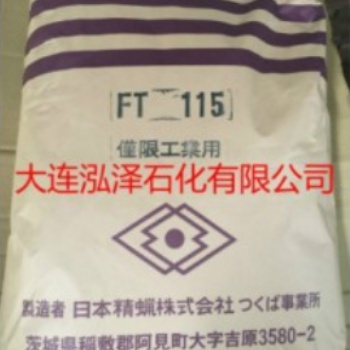 FT 115
僅限工業用
大连泓泽石化有限公司
製造者 日本精蝋株式会社 つくば事業所
茨城県稲敷郡阿見町大字吉原3580-2